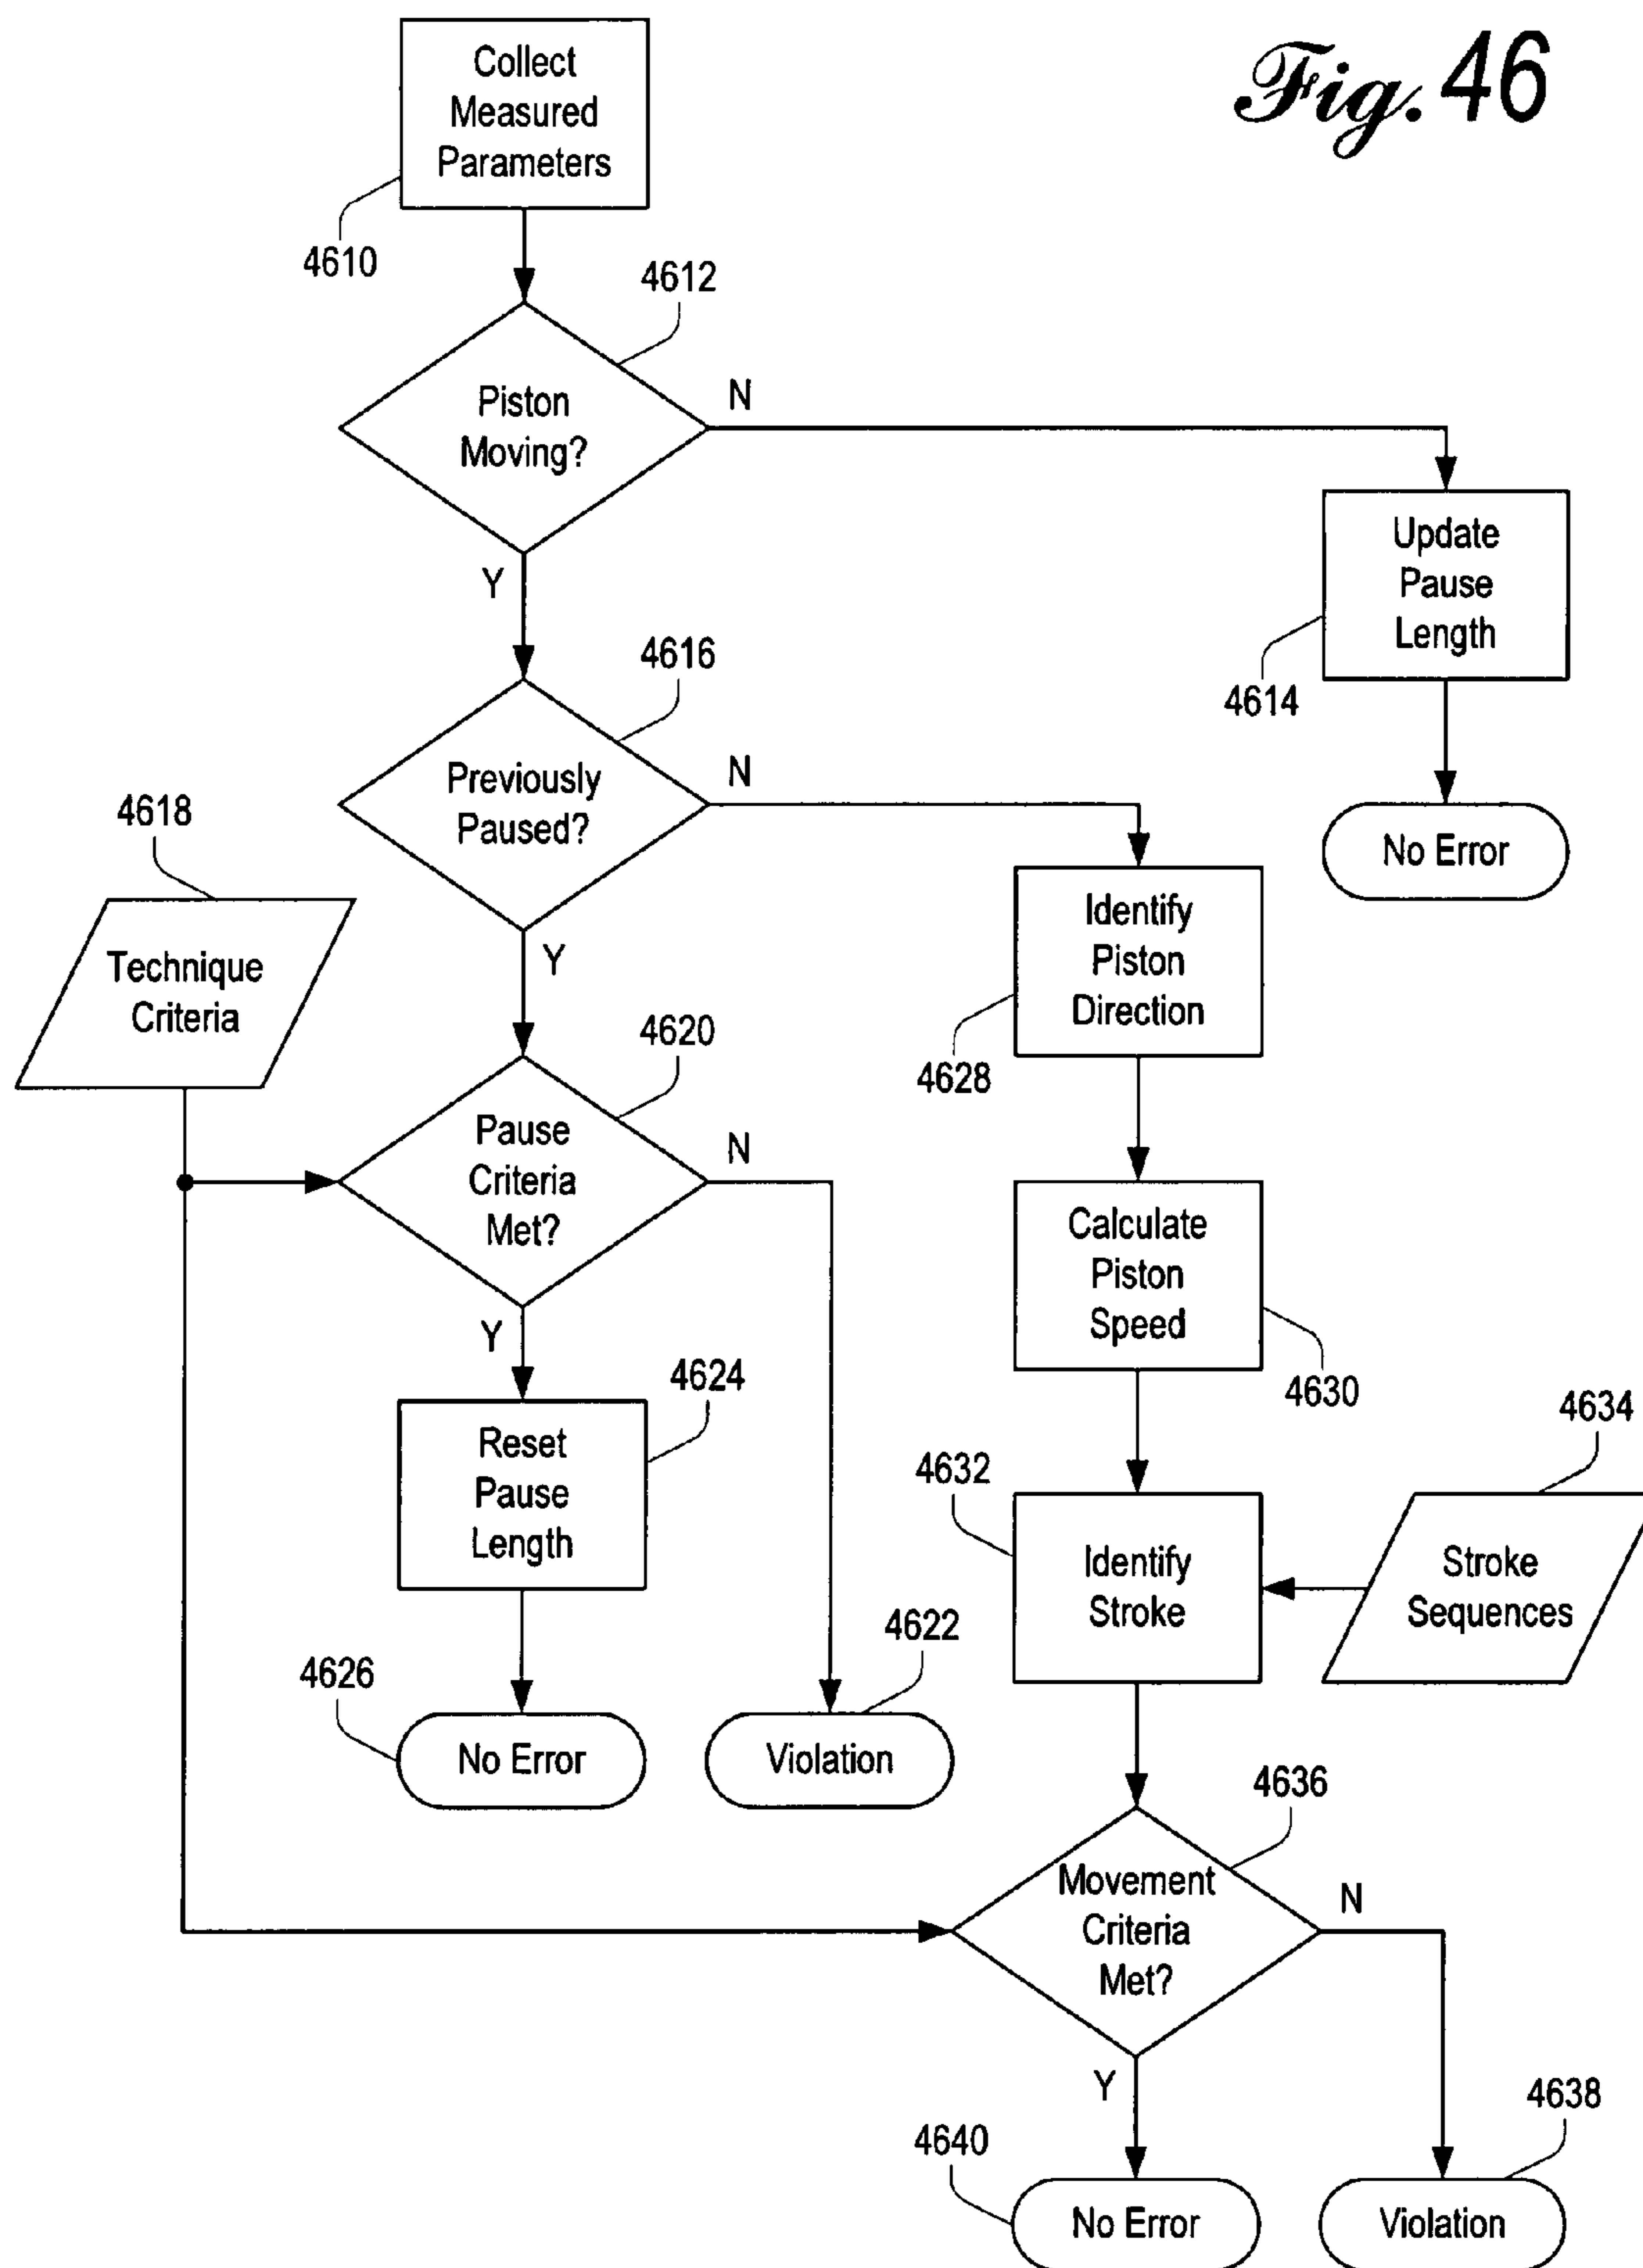 Fig. 46
Collect
Measured
Parameters
4610
4612
Piston
Moving?
N
Y
Update
Pause
Length
4614
No Error
4616
Previously
Paused?
N
Y
4618
Technique
Criteria
Identify
Piston
Direction
4628
4620
Pause
Criteria
Met?
N
Y
Calculate
Piston
Speed
4630
4624
Reset
Pause
Length
4632
Identify
Stroke
4634
Stroke
Sequences
4626
No Error
4622
Violation
4636
Movement
Criteria
Met?
N
Y
4640
No Error
4638
Violation